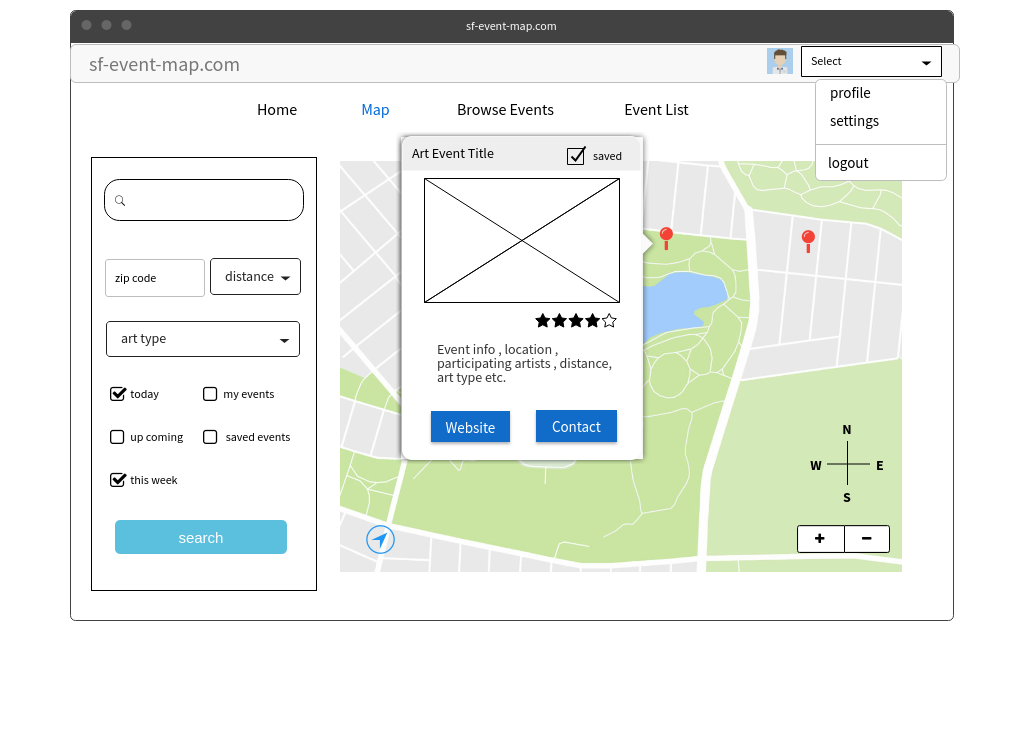 sf-event-map.com
sf-event-map.com
Select
profile
settings
logout
Home Map Browse Events Event List
Art Event Title saved
zip code distance
art type
today my events
up coming saved events
this week
search
Event info , location ,
participating artists , distance,
art type etc.
Website Contact
N
W E
S
+ −